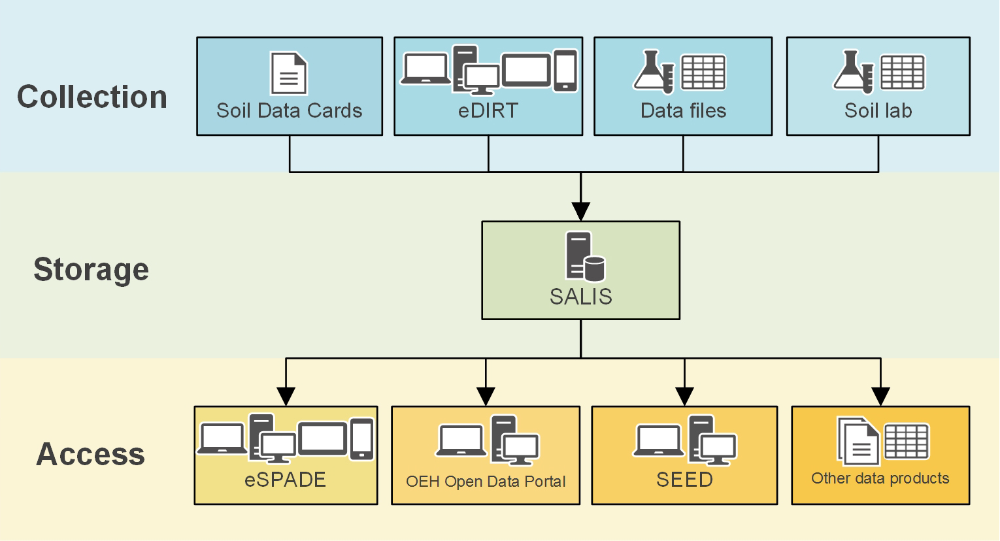 Collection
Soil Data Cards
eDIRT
Data files
Soil lab
Storage
SALIS
Access
eSPADE
OEH Open Data Portal
SEED
Other data products